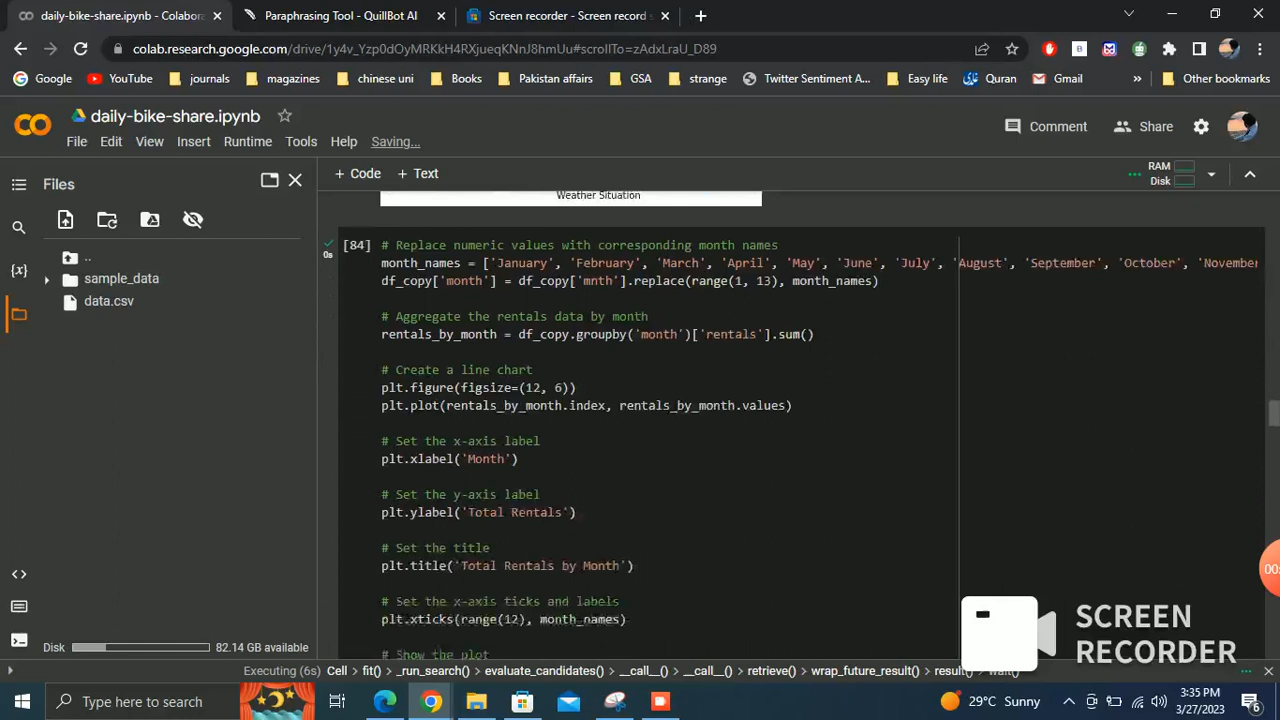 daily-bike-share.ipynb - Colabora
Paraphrasing Tool - QuillBot AI
Screen recorder - Screen record
colab.research.google.com/drive/1y4v_Yzp0dOyMRKkH4RXjueqKNnJ8hmUu#scrollTo=zAdxLraU_D89
Google YouTube journals magazines chinese uni Books Pakistan affairs GSA strange Twitter Sentiment A... Easy life Quran Gmail » Other bookmarks
daily-bike-share.ipynb
Comment Share
File Edit View Insert Runtime Tools Help Saving...
Files
+ Code + Text
RAM
Disk
Weather Situation
..
sample_data
data.csv
[84]
0s
# Replace numeric values with corresponding month names
month_names = ['January', 'February', 'March', 'April', 'May', 'June', 'July', 'August', 'September', 'October', 'November
df_copy['month'] = df_copy['mnth'].replace(range(1, 13), month_names)
# Aggregate the rentals data by month
rentals_by_month = df_copy.groupby('month')['rentals'].sum()
# Create a line chart
plt.figure(figsize=(12, 6))
plt.plot(rentals_by_month.index, rentals_by_month.values)
# Set the x-axis label
plt.xlabel('Month')
# Set the y-axis label
plt.ylabel('Total Rentals')
# Set the title
plt.title('Total Rentals by Month')
# Set the x-axis ticks and labels
plt.xticks(range(12), month_names)
# Show the plot
{x}
<>
Disk 82.14 GB available
00:
SCREEN
RECORDER
Executing (6s) Cell > fit() > _run_search() > evaluate_candidates() > __call__() > __call__() > retrieve() > wrap_future_result() > result() > wait()
Type here to search
29°C Sunny
3:35 PM
3/27/2023
6